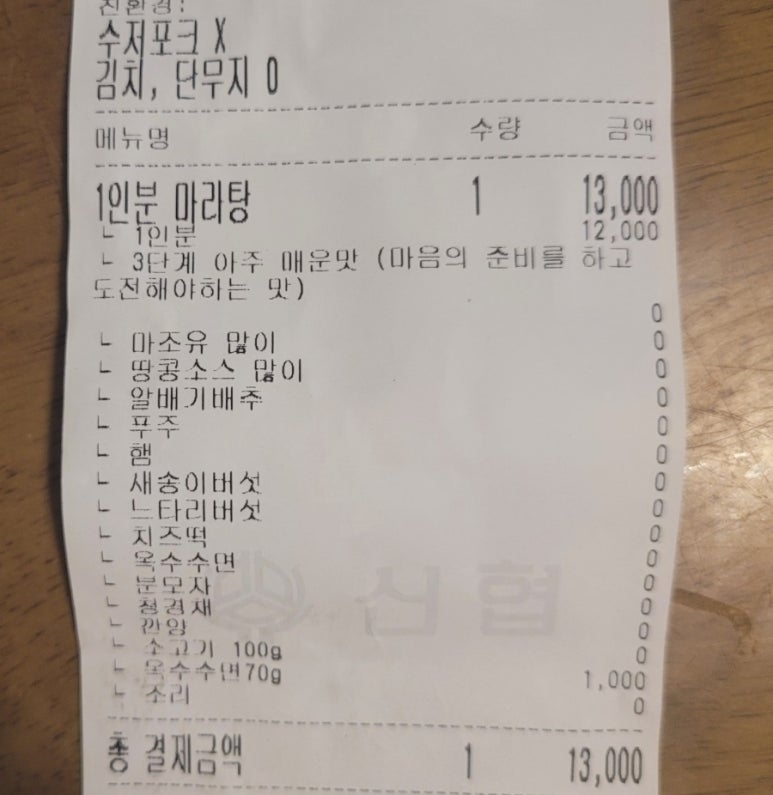 친환경:
수저포크 X
김치, 단무지 O
메뉴명 수량 금액
1인분 마라탕 1 13,000
ㄴ 1인분 12,000
ㄴ 3단계 아주 매운맛 (마음의 준비를 하고
도전해야하는 맛)
0
ㄴ 마조유 많이 0
ㄴ 땅콩소스 많이 0
ㄴ 알배기배추 0
ㄴ 푸주 0
ㄴ 햄 0
ㄴ 새송이버섯 0
ㄴ 느타리버섯 0
ㄴ 치즈떡 0
ㄴ 옥수수면 0
ㄴ 분모자 0
ㄴ 청경채 0
ㄴ 0
ㄴ 소고기 100g 0
ㄴ 옥수수면70g 1,000
ㄴ 조리 0
신협
총 결제금액 1 13,000